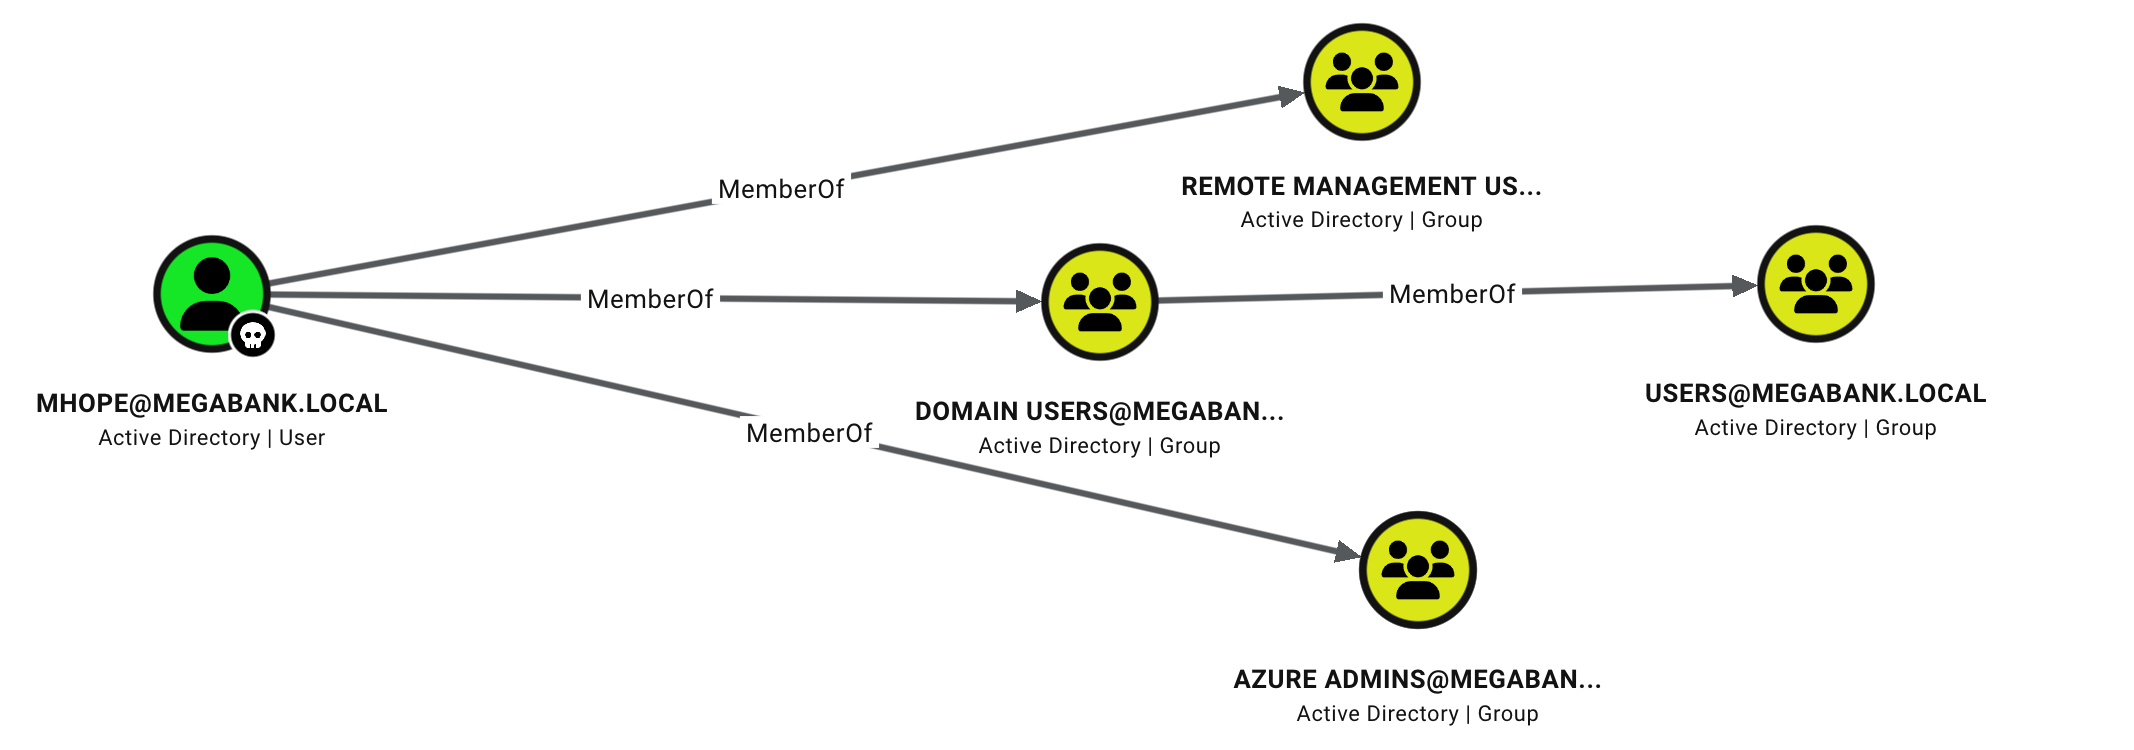 MemberOf
REMOTE MANAGEMENT US...
Active Directory | Group
MemberOf
MemberOf
MHOPE@MEGABANK.LOCAL
Active Directory | User
DOMAIN USERS@MEGABAN...
Active Directory | Group
USERS@MEGABANK.LOCAL
Active Directory | Group
MemberOf
AZURE ADMINS@MEGABAN...
Active Directory | Group